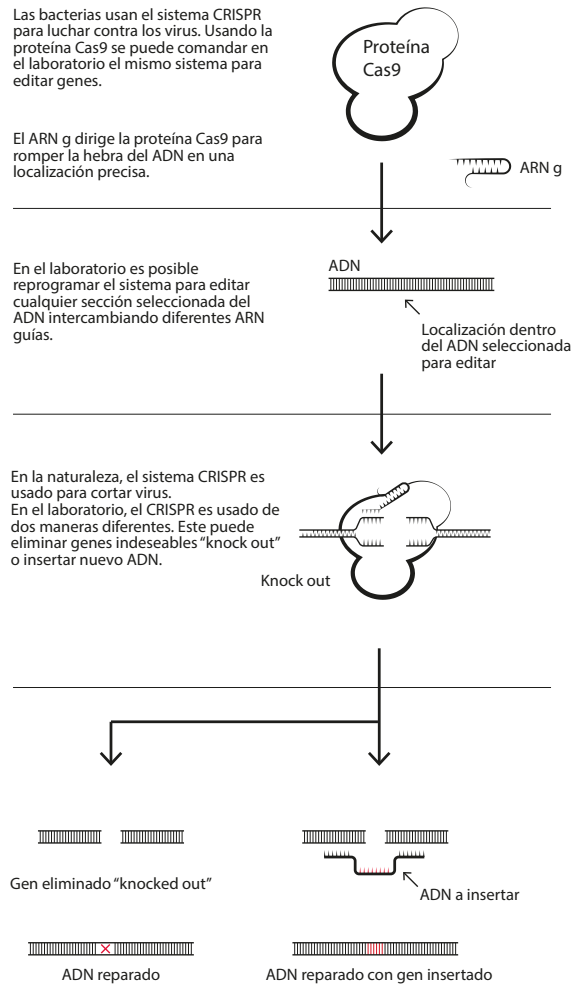 Las bacterias usan el sistema CRISPR
para luchar contra los virus. Usando la
proteína Cas9 se puede comandar en
el laboratorio el mismo sistema para
editar genes.
Proteína
Cas9
El ARN g dirige la proteína Cas9 para
romper la hebra del ADN en una
localización precisa.
ARN g
En el laboratorio es posible
reprogramar el sistema para editar
cualquier sección seleccionada del
ADN intercambiando diferentes ARN
guías.
ADN
Localización dentro
del ADN seleccionada
para editar
En la naturaleza, el sistema CRISPR es
usado para cortar virus.
En el laboratorio, el CRISPR es usado de
dos maneras diferentes. Este puede
eliminar genes indeseables “knock out”
o insertar nuevo ADN.
Knock out
Gen eliminado “knocked out”
ADN a insertar
ADN reparado
ADN reparado con gen insertado